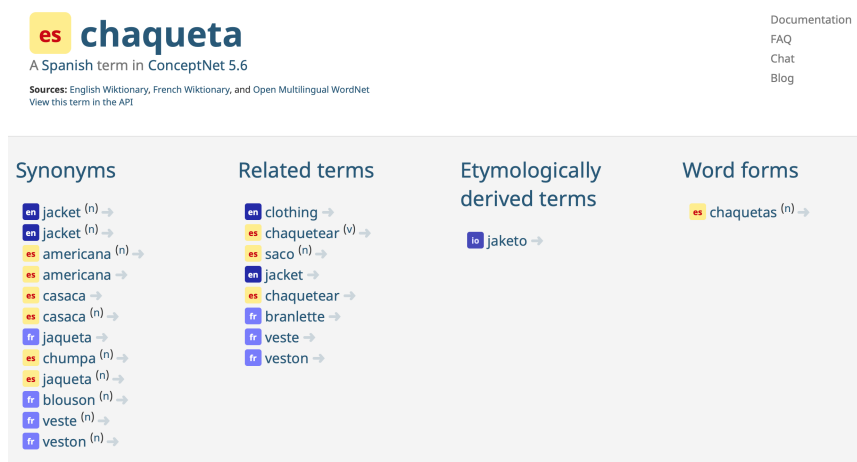 es chaqueta
A Spanish term in ConceptNet 5.6
Sources: English Wiktionary, French Wiktionary, and Open Multilingual WordNet
View this term in the API
Documentation
FAQ
Chat
Blog
Synonyms
en jacket (n) ➜
en jacket (n) ➜
es americana (n) ➜
es americana ➜
es casaca ➜
es casaca (n) ➜
fr jaqueta ➜
es chumpa (n) ➜
es jaqueta (n) ➜
fr blouson (n) ➜
fr veste (n) ➜
fr veston (n) ➜
Related terms
en clothing ➜
es chaquetear (v) ➜
es saco (n) ➜
en jacket ➜
es chaquetear ➜
fr branlette ➜
fr veste ➜
fr veston ➜
Etymologically
derived terms
io jaketo ➜
Word forms
es chaquetas (n) ➜